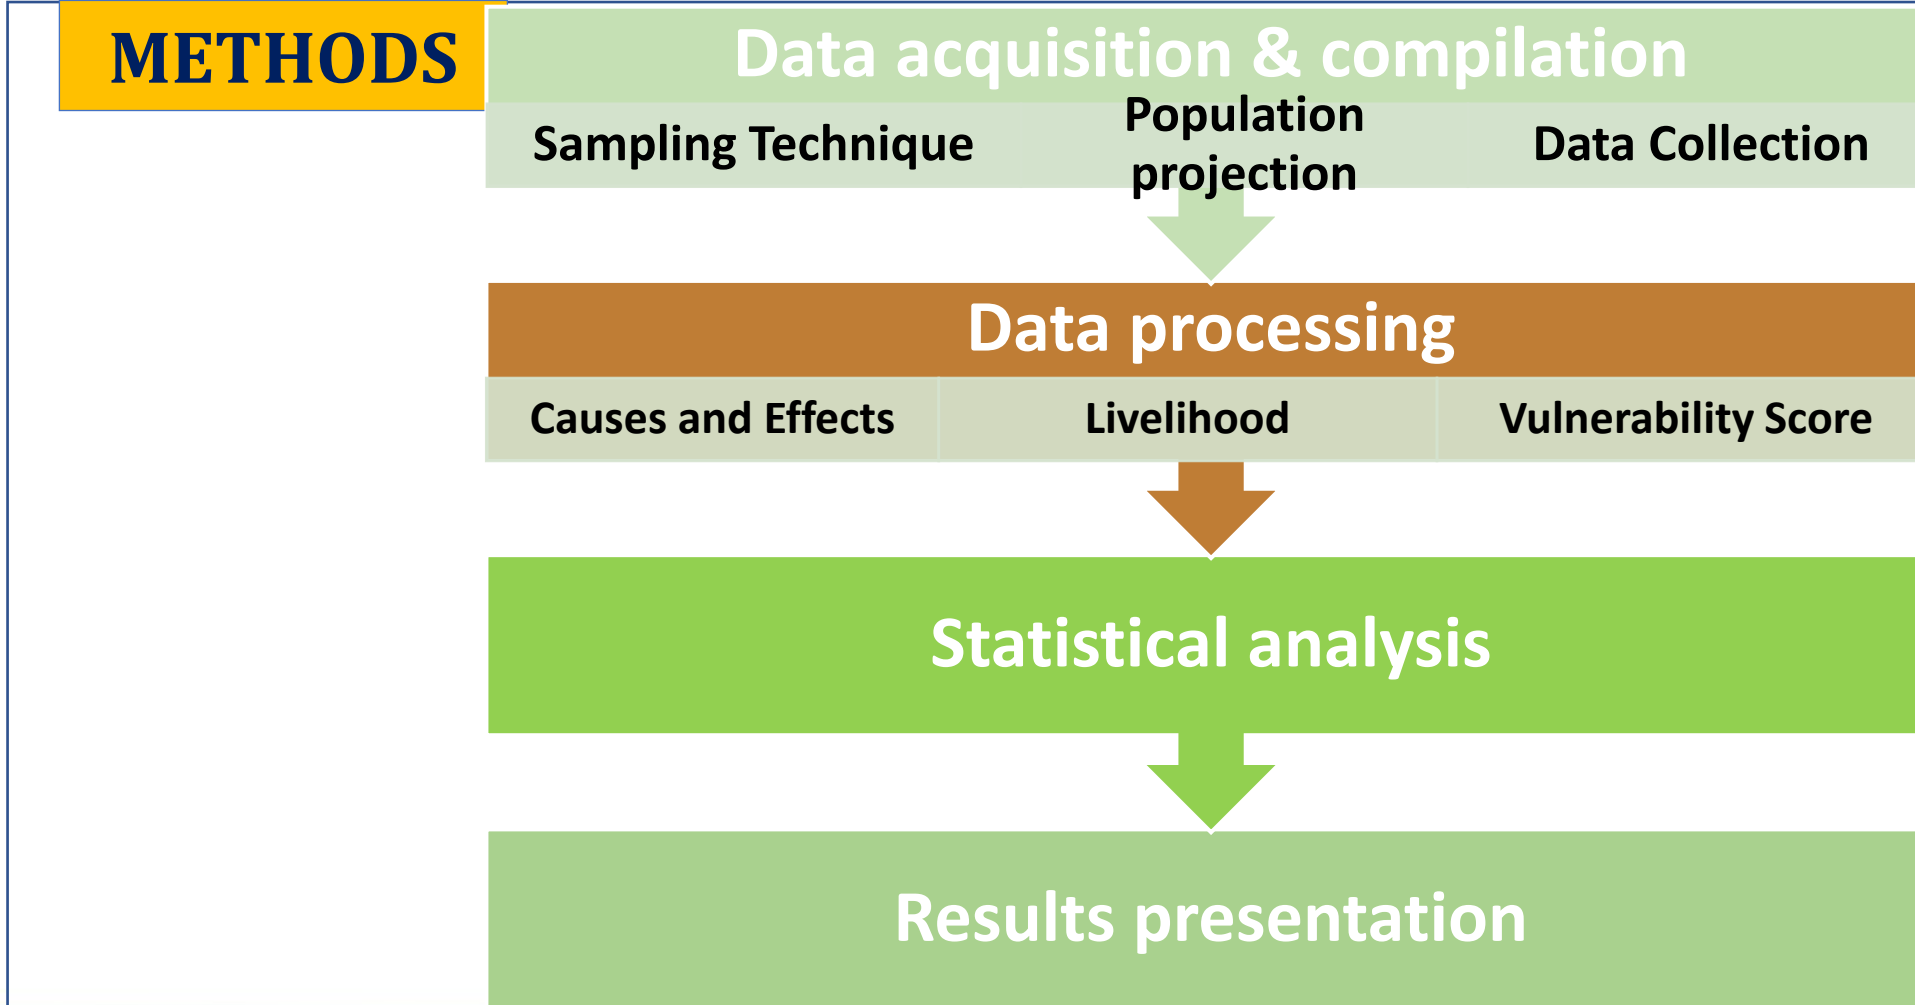 METHODS
Data acquisition & compilation
Sampling Technique
Population
projection
Data Collection
Data processing
Causes and Effects
Livelihood
Vulnerability Score
Statistical analysis
Results presentation